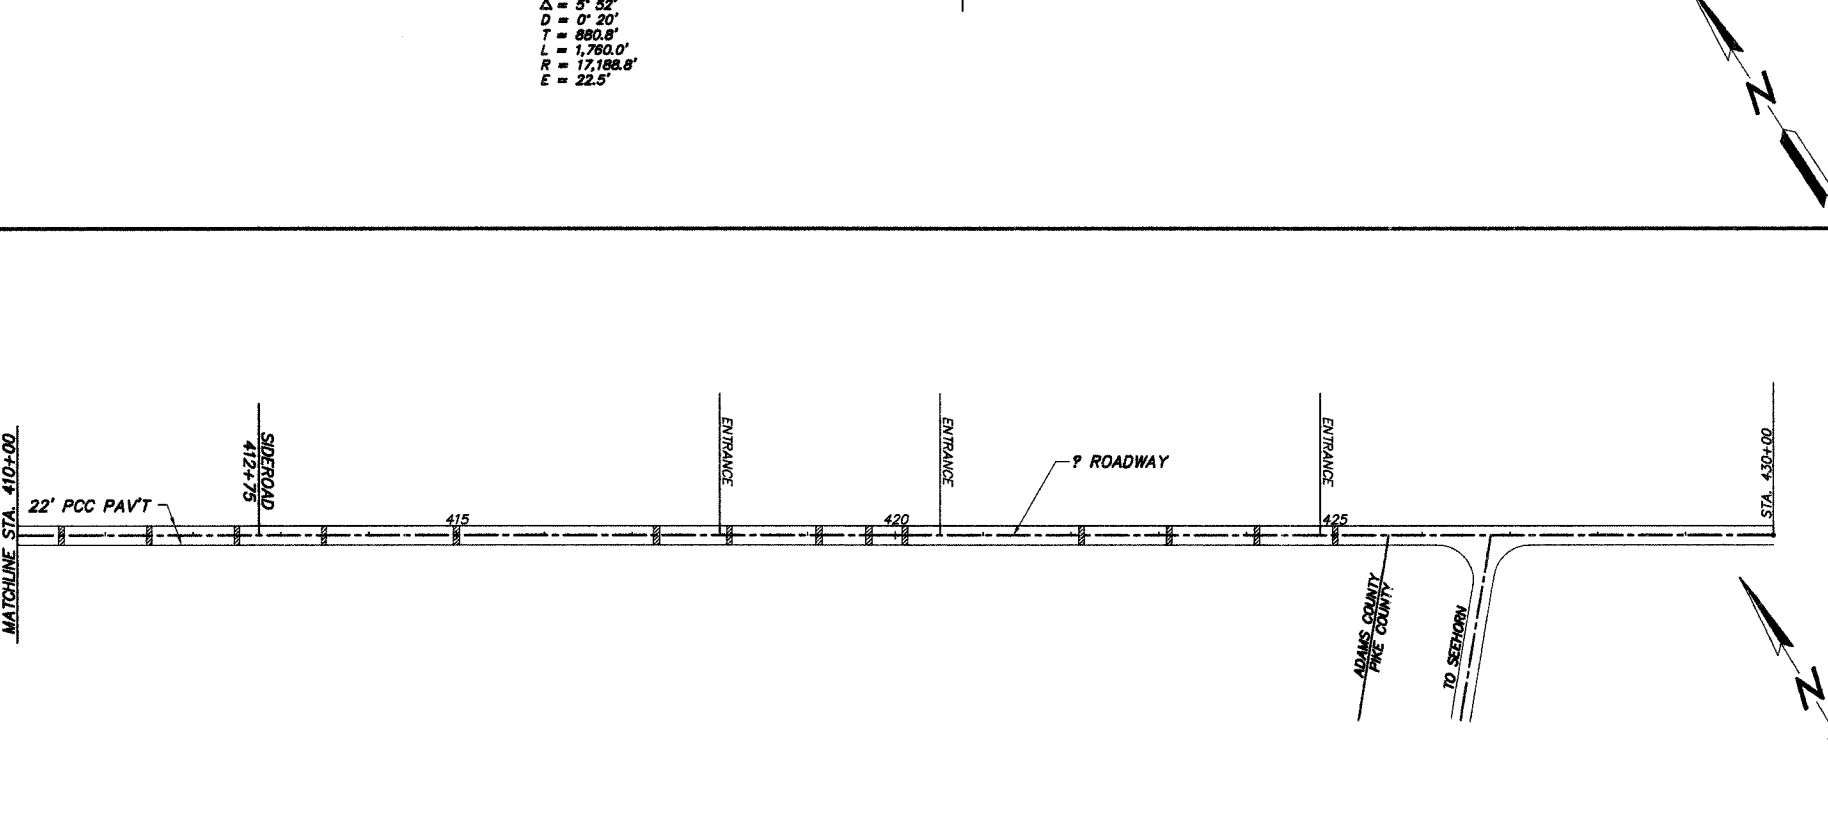 Δ = 5° 52'
D = 0° 20'
T = 880.8'
L = 1,760.0'
R = 17,188.8'
E = 22.5'
N
MATCHLINE STA. 410+00
22' PCC PAV'T
SIDEROAD
412+75
415
ENTRANCE
420
ENTRANCE
? ROADWAY
ENTRANCE
425
STA. 430+00
ADAMS COUNTY
PIKE COUNTY
TO SEEHORN
N